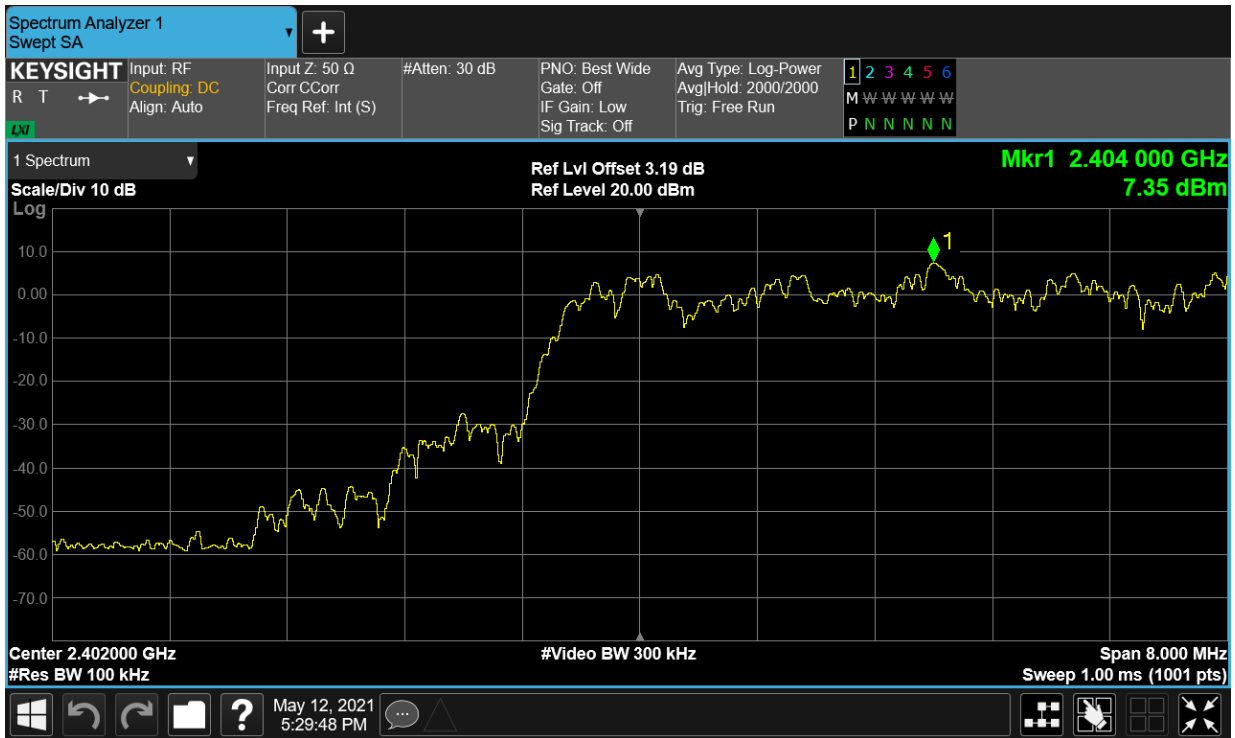 Spectrum Analyzer 1
Swept SA
+
KEYSIGHT
R T
LXI
Input: RF
Coupling: DC
Align: Auto
Input Z: 50 Ω
Corr CCorr
Freq Ref: Int (S)
#Atten: 30 dB
PNO: Best Wide
Gate: Off
IF Gain: Low
Sig Track: Off
Avg Type: Log-Power
Avg|Hold: 2000/2000
Trig: Free Run
1 2 3 4 5 6
M W W W W W
P N N N N N
1 Spectrum
Scale/Div 10 dB
Log
Ref Lvl Offset 3.19 dB
Ref Level 20.00 dBm
Mkr1 2.404 000 GHz
7.35 dBm
1
10.0
0.00
-10.0
-20.0
-30.0
-40.0
-50.0
-60.0
-70.0
Center 2.402000 GHz
#Res BW 100 kHz
#Video BW 300 kHz
Span 8.000 MHz
Sweep 1.00 ms (1001 pts)
?
May 12, 2021
5:29:48 PM